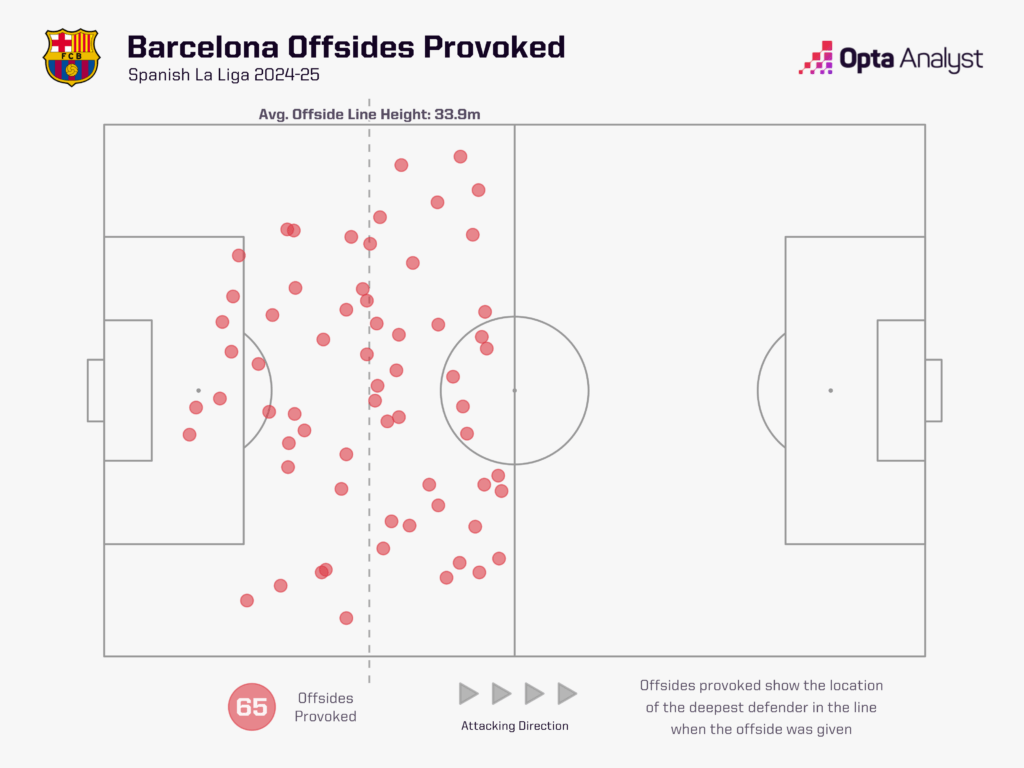 Barcelona Offsides Provoked
Spanish La Liga 2024-25
FCB
Opta Analyst
Avg. Offside Line Height: 33.9m
65
Offsides
Provoked
Attacking Direction
Offsides provoked show the location
of the deepest defender in the line
when the offside was given